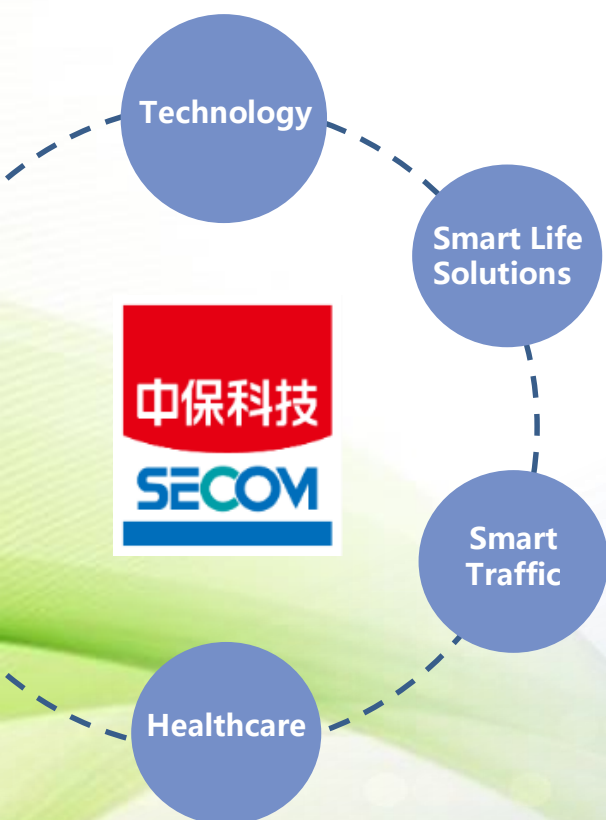 Technology
Smart Life
Solutions
中保科技
SECOM
Smart
Traffic
Healthcare